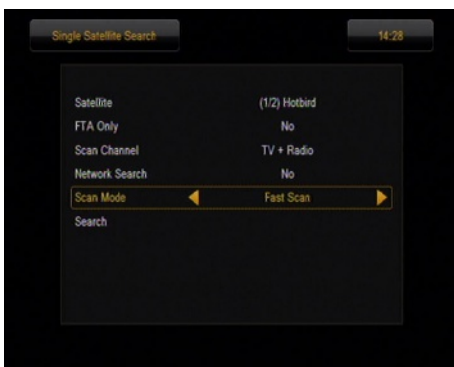 Single Satellite Search 14:28
Satellite (1/2) Hotbird
FTA Only No
Scan Channel TV + Radio
Network Search No
Scan Mode Fast Scan
Search